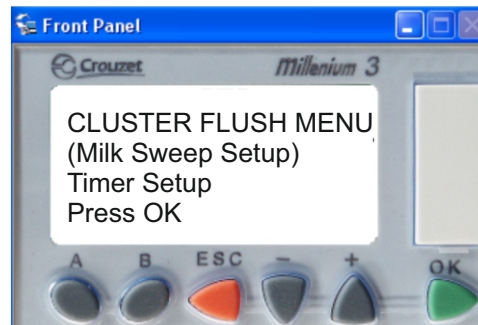 Front Panel
Crouzet
Millenium 3
CLUSTER FLUSH MENU
(Milk Sweep Setup)
Timer Setup
Press OK
A B ESC - + OK